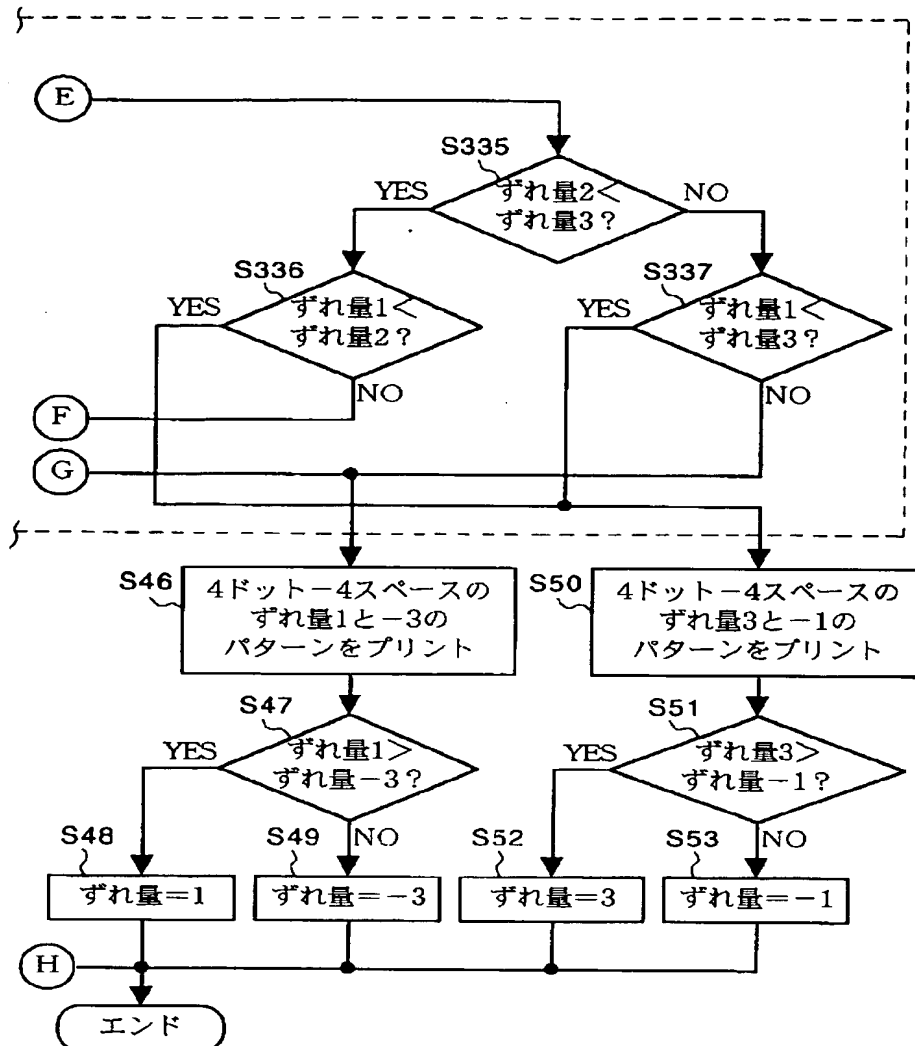 E
S335
YES
ずれ量2<
ずれ量3?
NO
S336
YES
ずれ量1<
ずれ量2?
NO
S337
YES
ずれ量1<
ずれ量3?
NO
F
G
S46
4ドット-4スペースの
ずれ量1と-3の
パターンをプリント
S50
4ドット-4スペースの
ずれ量3と-1の
パターンをプリント
S47
YES
ずれ量1>
ずれ量-3?
NO
S51
YES
ずれ量3>
ずれ量-1?
NO
S48
ずれ量=1
S49
ずれ量=-3
S52
ずれ量=3
S53
ずれ量=-1
H
エンド